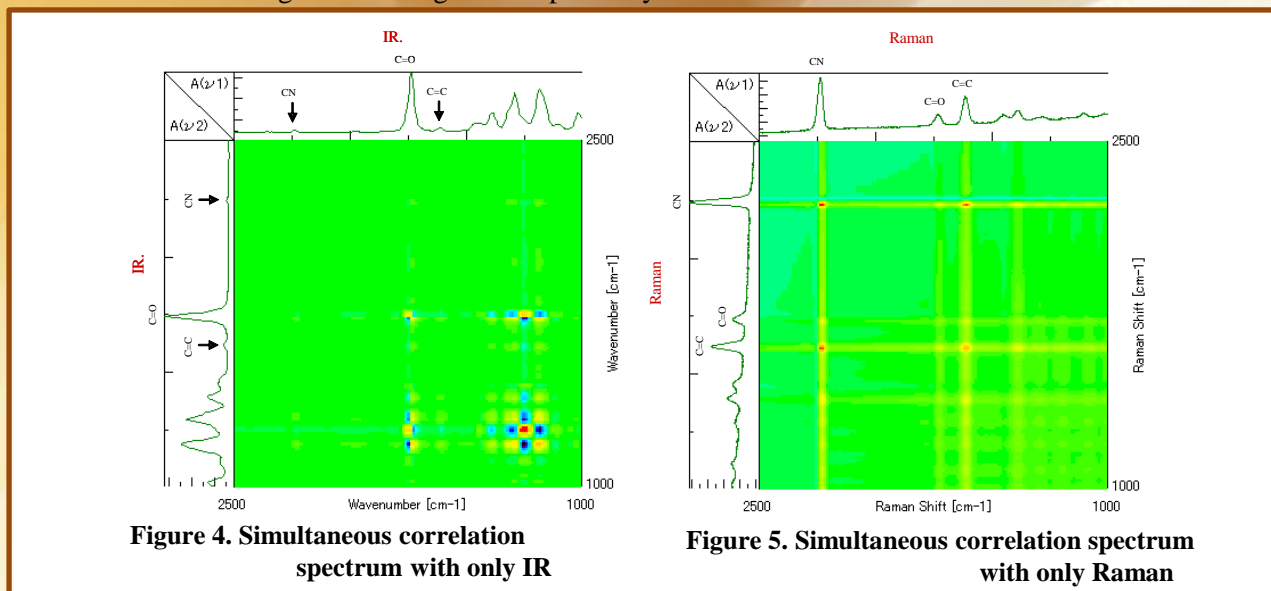 IR.
C=O
CN
C=C
A(ν1)
A(ν2)
2500
CN
IR.
C=O
C=C
Wavenumber [cm-1]
1000
2500
Wavenumber [cm-1]
1000
Figure 4. Simultaneous correlation
spectrum with only IR
Raman
CN
C=C
C=O
A(ν1)
A(ν2)
2500
CN
Raman
C=O
C=C
Raman Shift [cm-1]
1000
2500
Raman Shift [cm-1]
1000
Figure 5. Simultaneous correlation spectrum
with only Raman